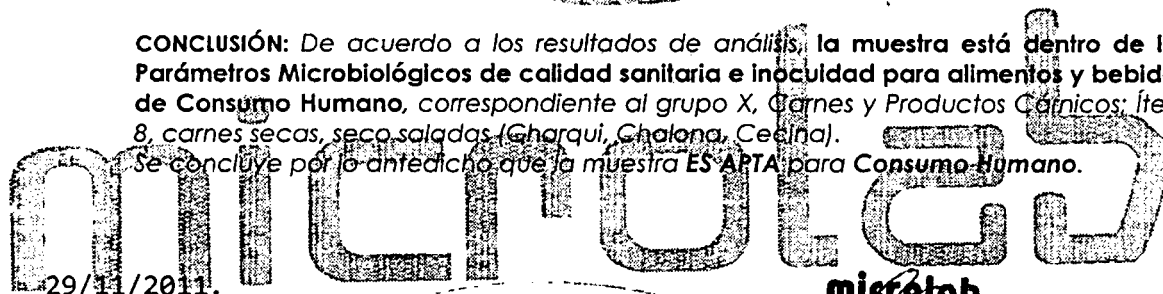 CONCLUSIÓN: De acuerdo a los resultados de análisis, la muestra está dentro de l
Parámetros Microbiológicos de calidad sanitaria e inocuidad para alimentos y bebid
de Consumo Humano, correspondiente al grupo X, Carnes y Productos Cárnicos; Íte
8, carnes secas, seco saladas (Charqui, Chalona, Cecina).
Se concluye por lo antedicho que la muestra ES APTA para Consumo Humano.
microlab
29/11/2011.
microlab